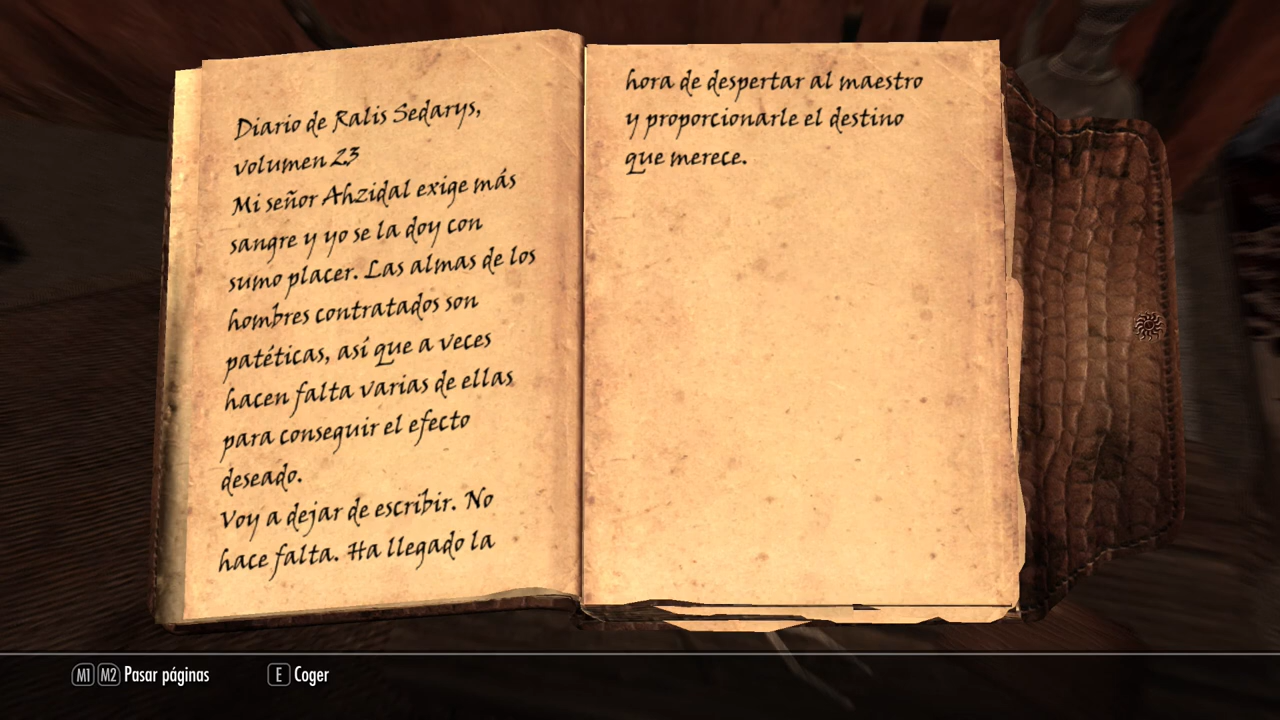 Diario de Ralis Sedarys,
volumen 23
Mi señor Ahzidal exige más
sangre y yo se la doy con
sumo placer. Las almas de los
hombres contratados son
patéticas, así que a veces
hacen falta varias de ellas
para conseguir el efecto
deseado.
Voy a dejar de escribir. No
hace falta. Ha llegado la
hora de despertar al maestro
y proporcionarle el destino
que merece.
M1 M2 Pasar páginas
E Coger